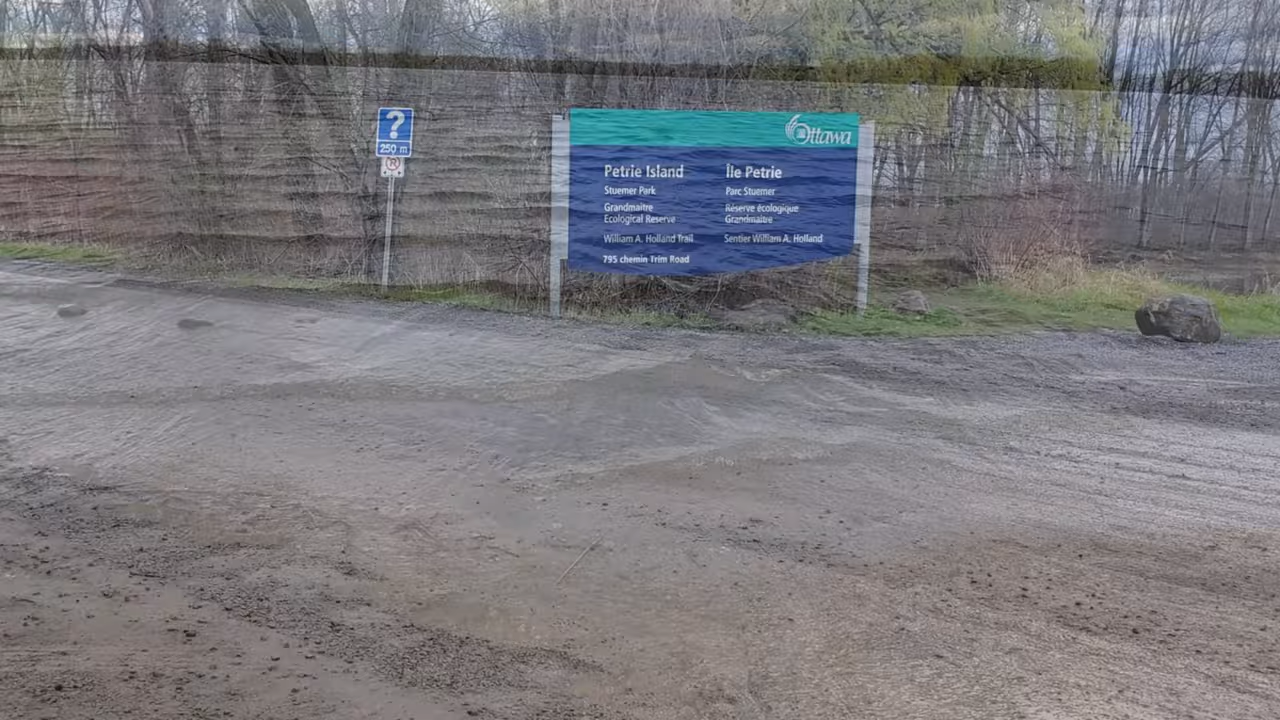 ?
250 m
Ottawa
Petrie Island
Stuemer Park
Grandmaître
Ecological Reserve
William A. Holland Trail
795 chemin Trim Road
Île Petrie
Parc Stuemer
Réserve écologique
Grandmaître
Sentier William A. Holland